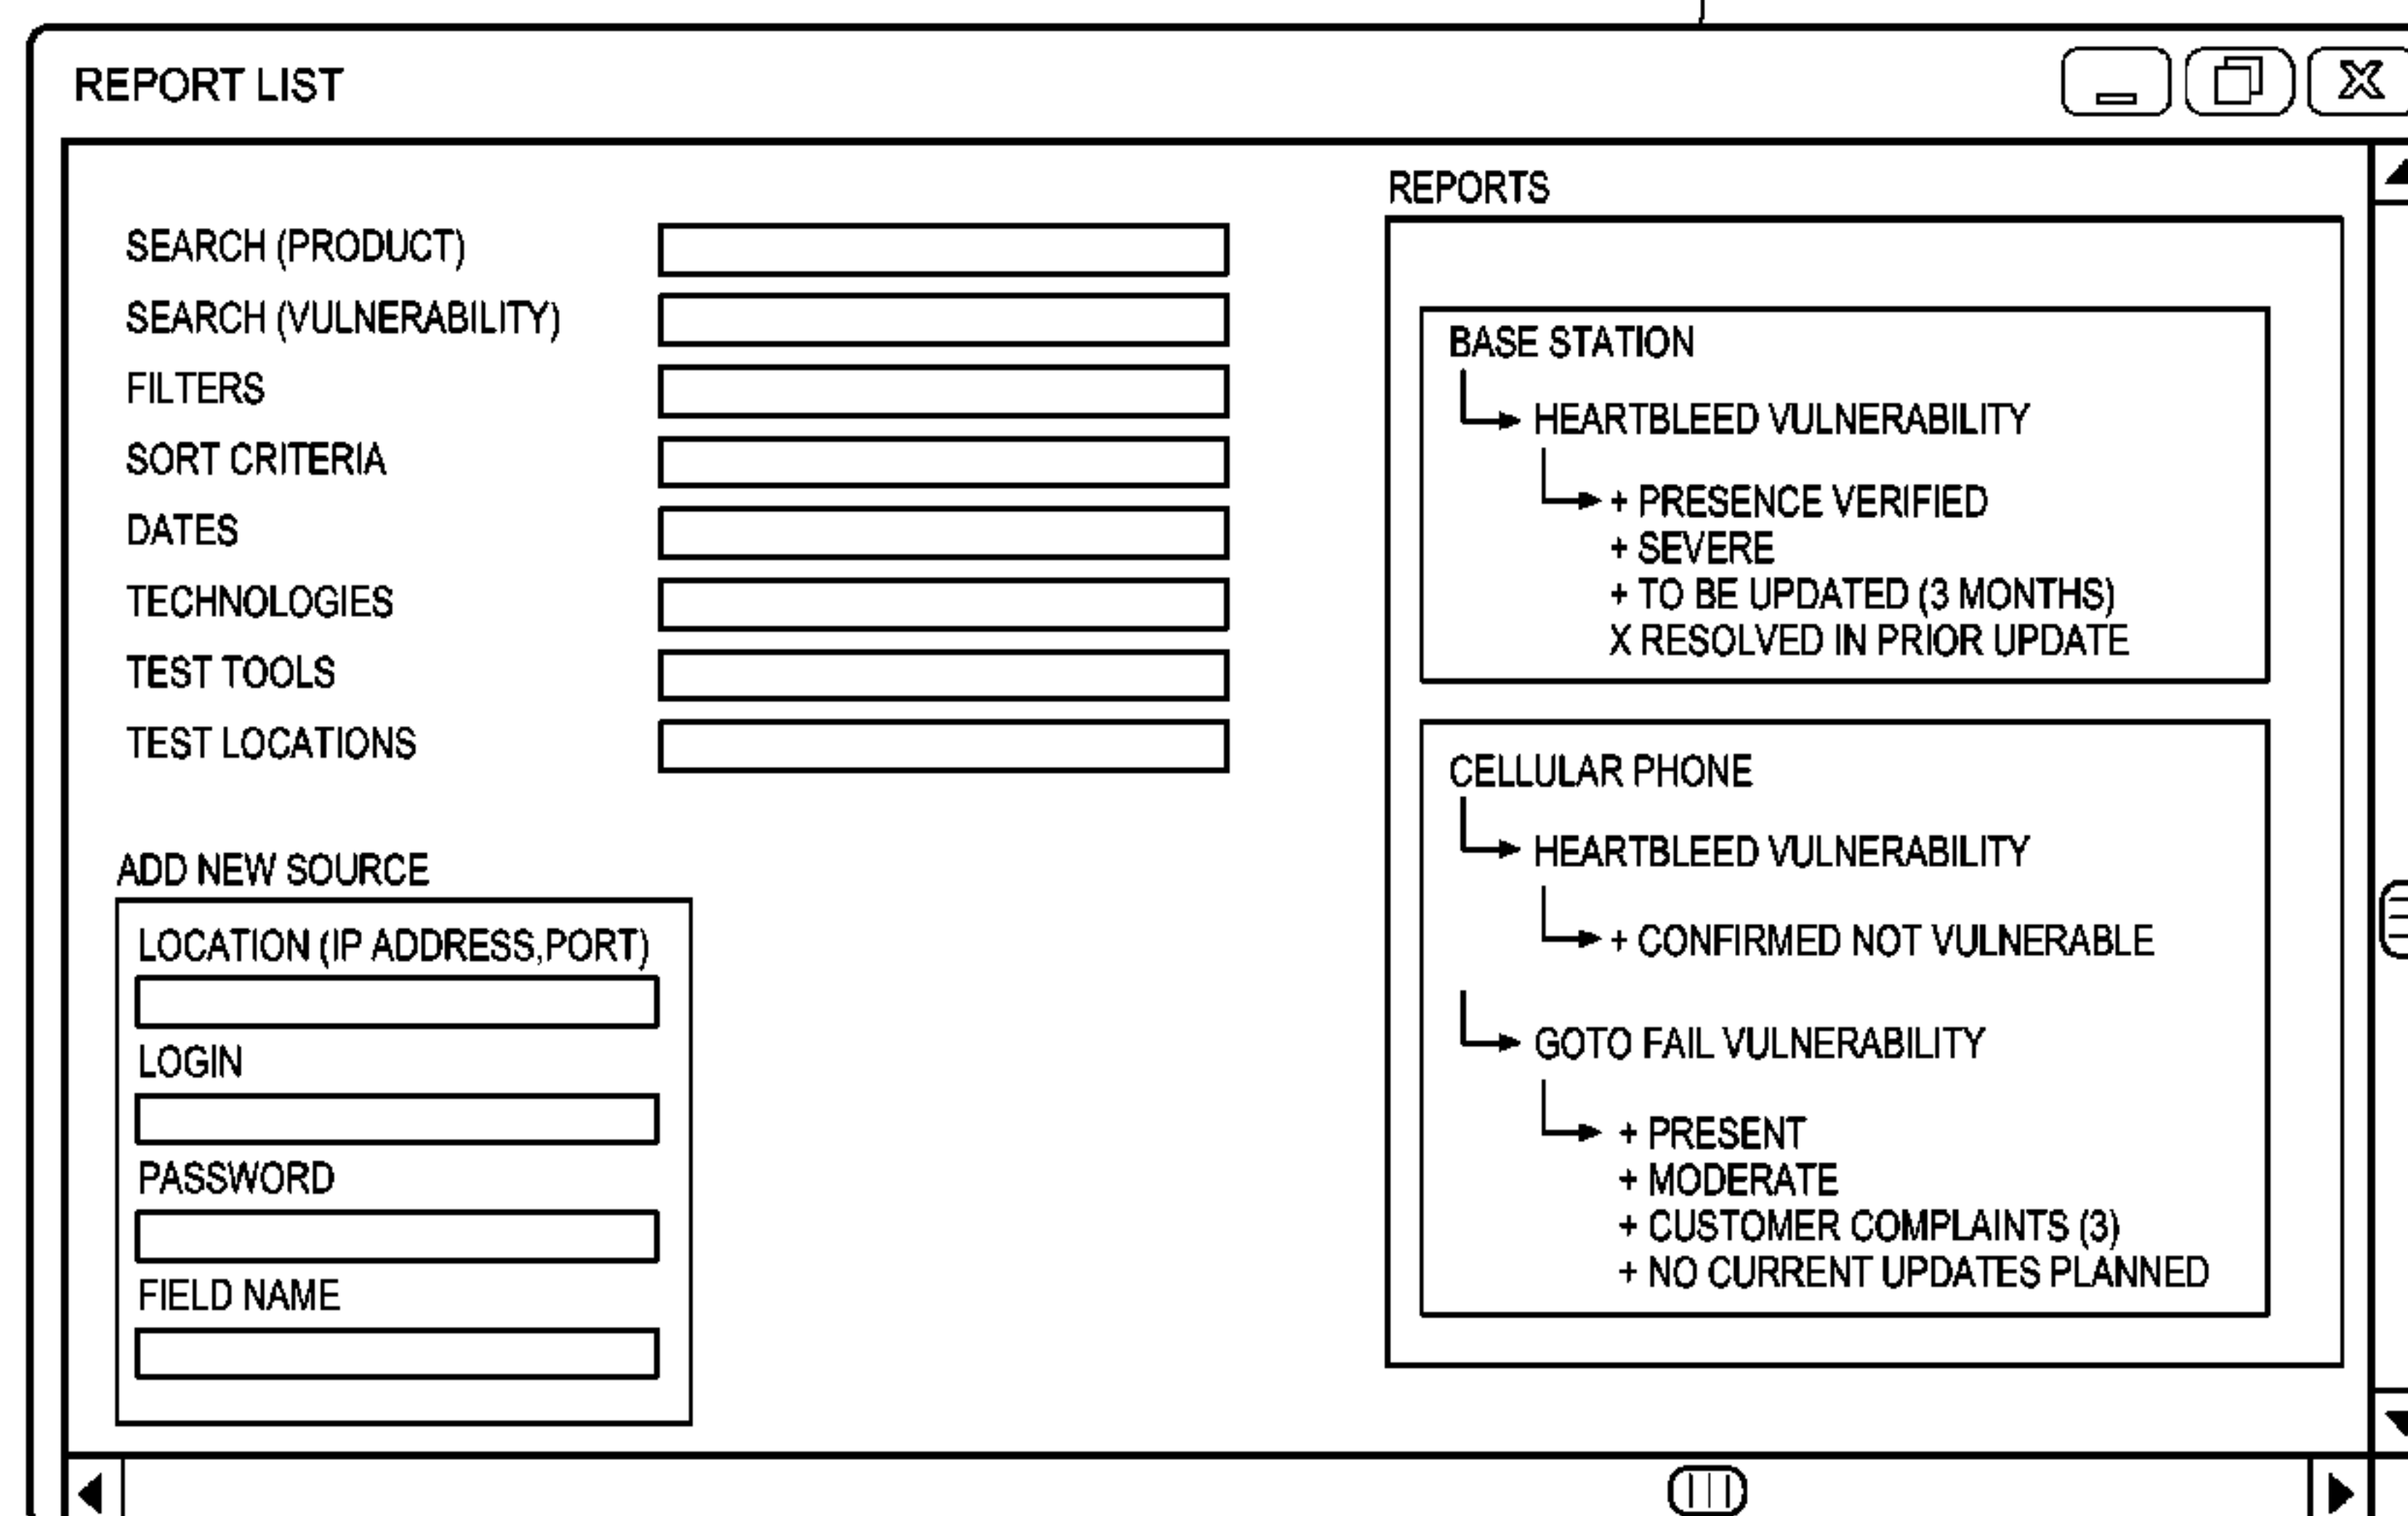 REPORT LIST
SEARCH (PRODUCT)
SEARCH (VULNERABILITY)
FILTERS
SORT CRITERIA
DATES
TECHNOLOGIES
TEST TOOLS
TEST LOCATIONS
ADD NEW SOURCE
LOCATION (IP ADDRESS,PORT)
LOGIN
PASSWORD
FIELD NAME
REPORTS
BASE STATION
HEARTBLEED VULNERABILITY
+ PRESENCE VERIFIED
+ SEVERE
+ TO BE UPDATED (3 MONTHS)
X RESOLVED IN PRIOR UPDATE
CELLULAR PHONE
HEARTBLEED VULNERABILITY
+ CONFIRMED NOT VULNERABLE
GOTO FAIL VULNERABILITY
+ PRESENT
+ MODERATE
+ CUSTOMER COMPLAINTS (3)
+ NO CURRENT UPDATES PLANNED